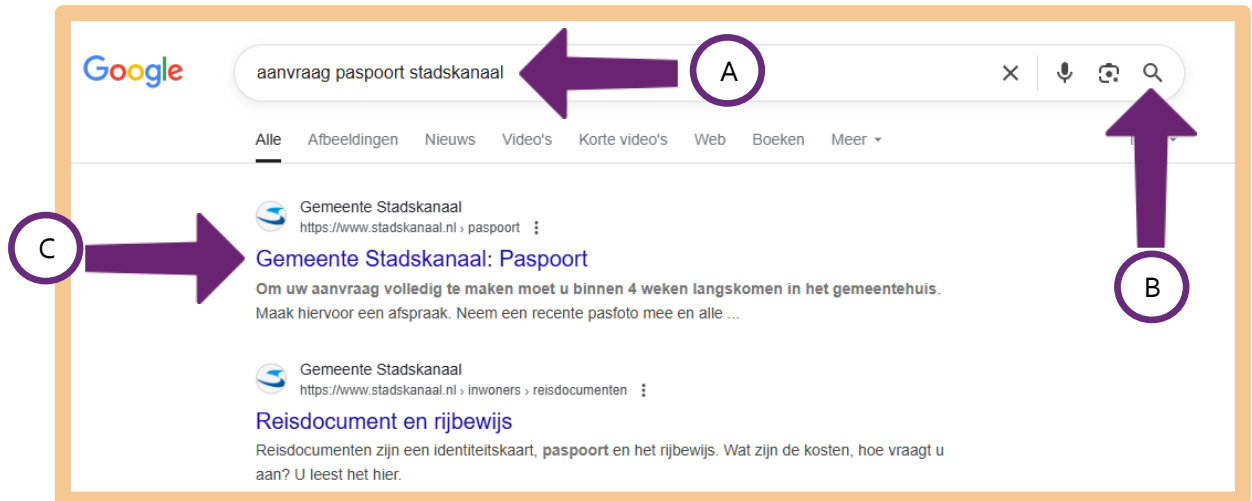 Google
aanvraag paspoort stadskanaal
A
Alle Afbeeldingen Nieuws Video's Korte video's Web Boeken Meer
Gemeente Stadskanaal
https://www.stadskanaal.nl › paspoort
C
Gemeente Stadskanaal: Paspoort
Om uw aanvraag volledig te maken moet u binnen 4 weken langskomen in het gemeentehuis.
B
Maak hiervoor een afspraak. Neem een recente pasfoto mee en alle ...
Gemeente Stadskanaal
https://www.stadskanaal.nl › inwoners › reisdocumenten
Reisdocument en rijbewijs
Reisdocumenten zijn een identiteitskaart, paspoort en het rijbewijs. Wat zijn de kosten, hoe vraagt u
aan? U leest het hier.